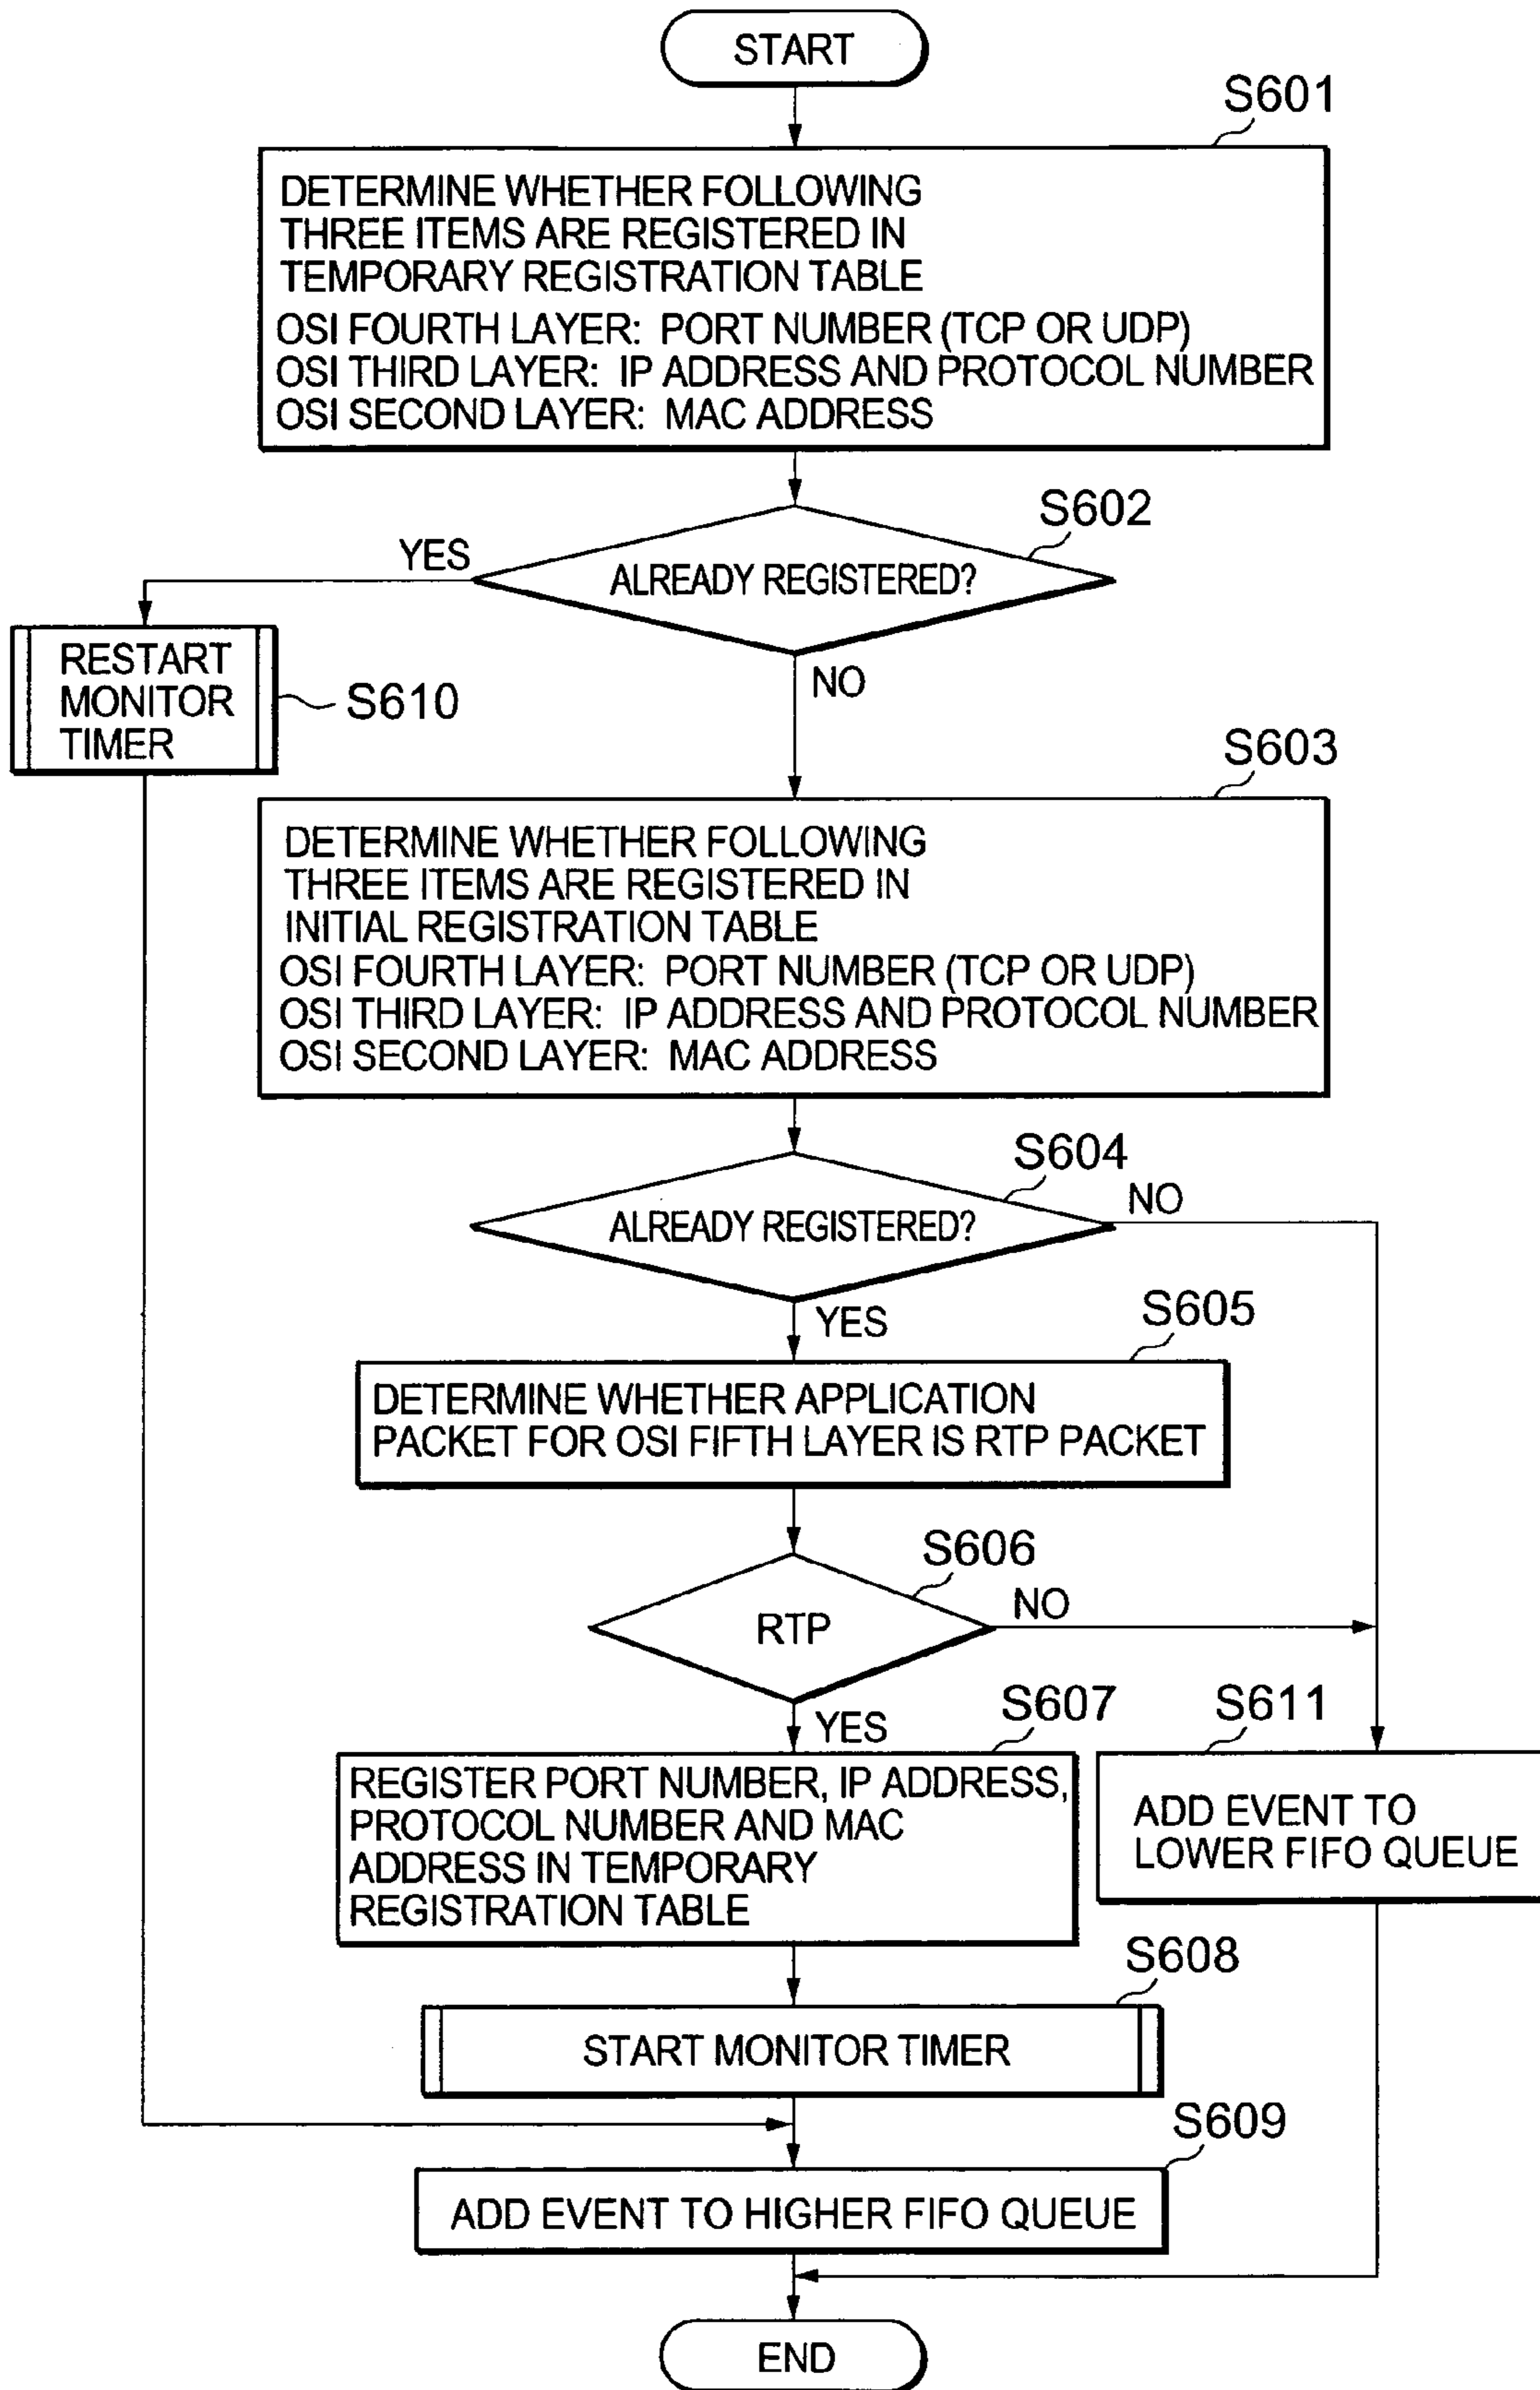 START
S601
DETERMINE WHETHER FOLLOWING
THREE ITEMS ARE REGISTERED IN
TEMPORARY REGISTRATION TABLE
OSI FOURTH LAYER: PORT NUMBER (TCP OR UDP)
OSI THIRD LAYER: IP ADDRESS AND PROTOCOL NUMBER
OSI SECOND LAYER: MAC ADDRESS
S602
YES
ALREADY REGISTERED?
NO
RESTART
MONITOR
TIMER
S610
S603
DETERMINE WHETHER FOLLOWING
THREE ITEMS ARE REGISTERED IN
INITIAL REGISTRATION TABLE
OSI FOURTH LAYER: PORT NUMBER (TCP OR UDP)
OSI THIRD LAYER: IP ADDRESS AND PROTOCOL NUMBER
OSI SECOND LAYER: MAC ADDRESS
S604
NO
ALREADY REGISTERED?
YES
S605
DETERMINE WHETHER APPLICATION
PACKET FOR OSI FIFTH LAYER IS RTP PACKET
S606
NO
RTP
YES
S607
REGISTER PORT NUMBER, IP ADDRESS,
PROTOCOL NUMBER AND MAC
ADDRESS IN TEMPORARY
REGISTRATION TABLE
S611
ADD EVENT TO
LOWER FIFO QUEUE
S608
START MONITOR TIMER
S609
ADD EVENT TO HIGHER FIFO QUEUE
END